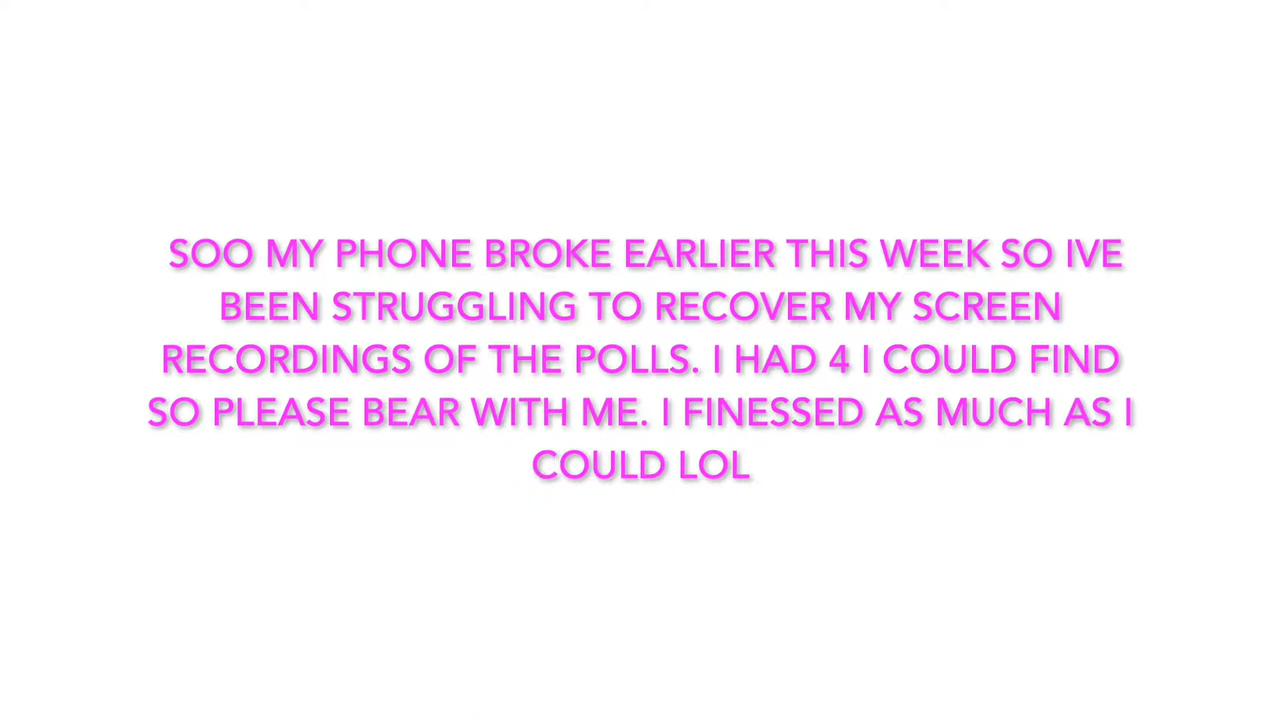 SOO MY PHONE BROKE EARLIER THIS WEEK SO IVE
BEEN STRUGGLING TO RECOVER MY SCREEN
RECORDINGS OF THE POLLS. I HAD 4 I COULD FIND
SO PLEASE BEAR WITH ME. I FINESSED AS MUCH AS I
COULD LOL